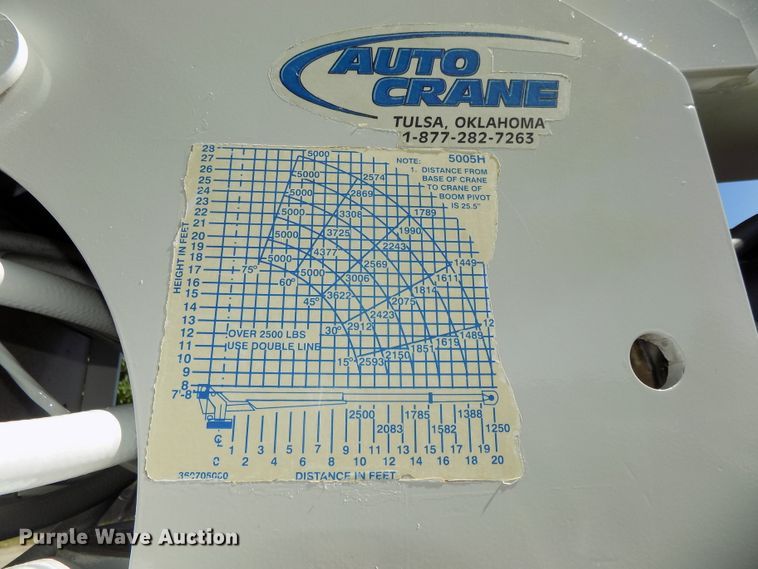 AUTO
CRANE
TULSA, OKLAHOMA
1-877-282-7263
NOTE: 5005H
1. DISTANCE FROM
BASE OF CRANE
TO CRANE OF
BOOM PIVOT
IS 25.5"
HEIGHT IN FEET
28
27
26
25
24
23
22
21
20
19
18
17
16
15
14
13
12
11
10
9
8
7'-8"
5000
5000 2574
5000 2869
5000 3308 1789
5000 3725 1990
5000 4377 2243
75° 5000 2569 1449
60° 5000 3006 1611
45° 3622 2075 1814
2423
30° 2912 12
1489
1619
1851
2150
15° 2593
OVER 2500 LBS
USE DOUBLE LINE
2500 1785 1388
2083 1582 1250
℄
1 3 5 7 9 11 13 15 17 19
0 2 4 6 8 10 12 14 16 18 20
360706000 DISTANCE IN FEET
Purple Wave Auction